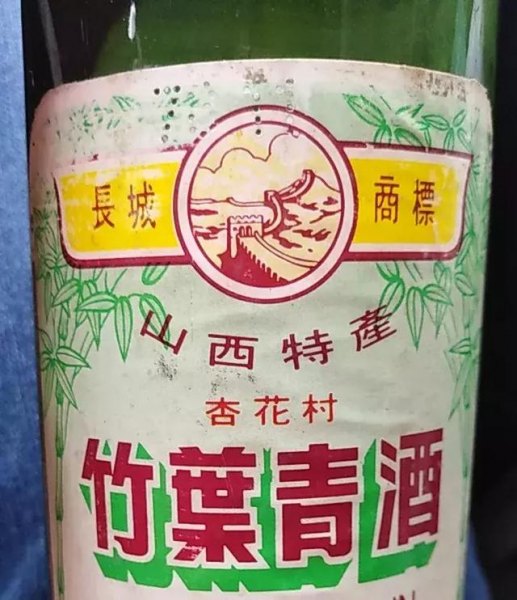 長城 商標
山西特產
杏花村
竹葉青酒